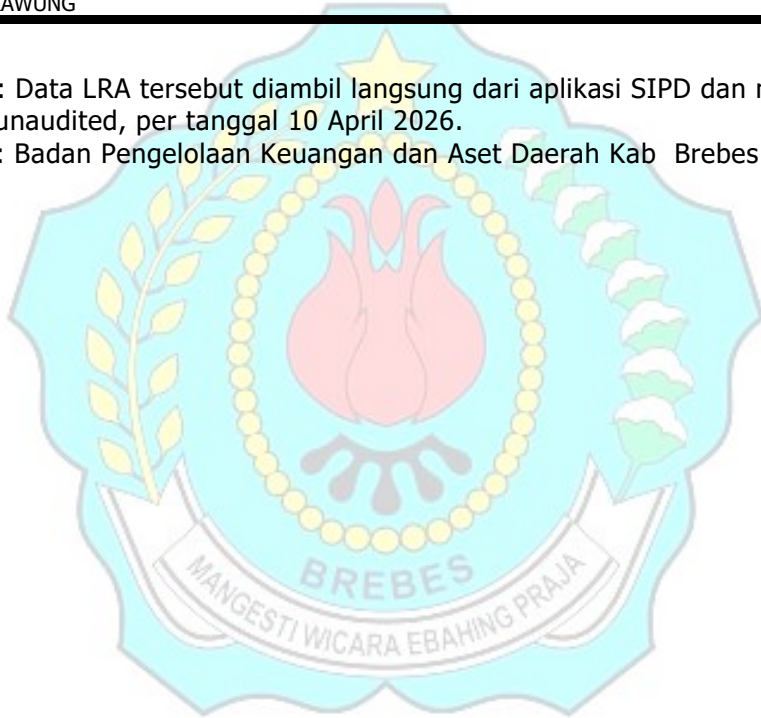 : Data LRA tersebut diambil langsung dari aplikasi SIPD dan
unaudited, per tanggal 10 April 2026.
: Badan Pengelolaan Keuangan dan Aset Daerah Kab Brebes
BREBES
MANGESTI WICARA EBAHING PRAJA